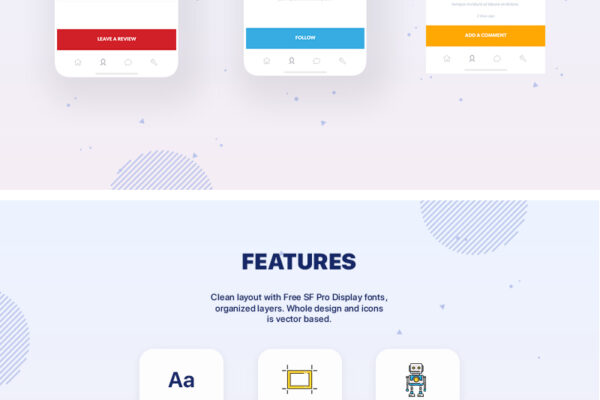 LEAVE A REVIEW
FOLLOW
ADD A COMMENT
FEATURES
Clean layout with Free SF Pro Display fonts,
organized layers. Whole design and icons
is vector based.
Aa